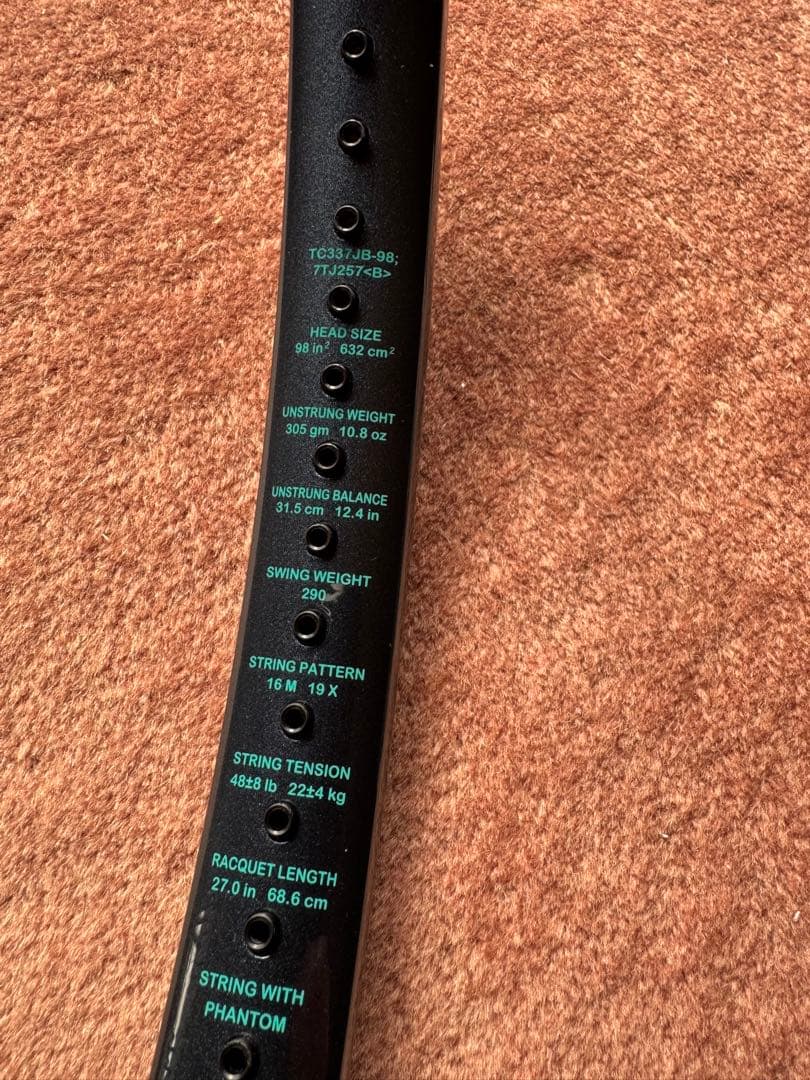 TC337JB-98;
7TJ257<B>
HEAD SIZE
98 in² 632 cm²
UNSTRUNG WEIGHT
305 gm 10.8 oz
UNSTRUNG BALANCE
31.5 cm 12.4 in
SWING WEIGHT
290
STRING PATTERN
16 M 19 X
STRING TENSION
48±8 lb 22±4 kg
RACQUET LENGTH
27.0 in 68.6 cm
STRING WITH
PHANTOM